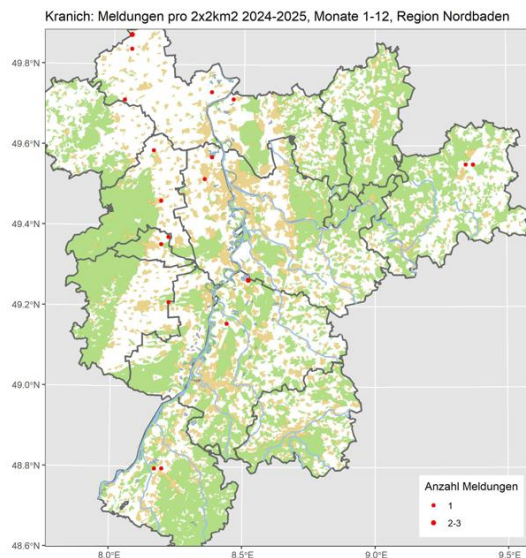 Kranich: Meldungen pro 2x2km2 2024-2025, Monate 1-12, Region Nordbaden
49.8°N
49.6°N
49.4°N
49.2°N
49.0°N
48.8°N
48.6°N
8.0°E 8.5°E 9.0°E 9.5°E
Anzahl Meldungen
1
2-3